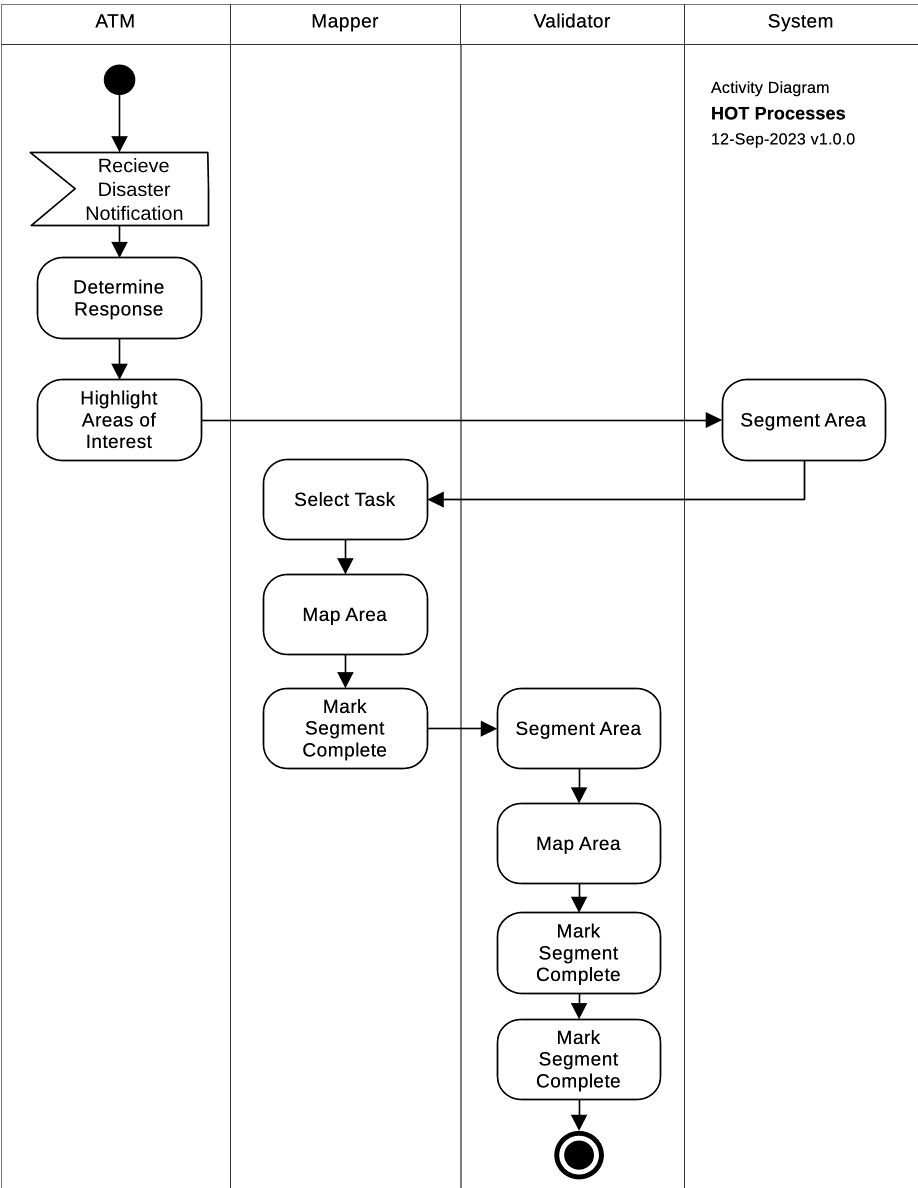 ATM
Mapper
Validator
System
Activity Diagram
HOT Processes
12-Sep-2023 v1.0.0
Recieve
Disaster
Notification
Determine
Response
Highlight
Areas of
Interest
Segment Area
Select Task
Map Area
Mark
Segment
Complete
Segment Area
Map Area
Mark
Segment
Complete
Mark
Segment
Complete